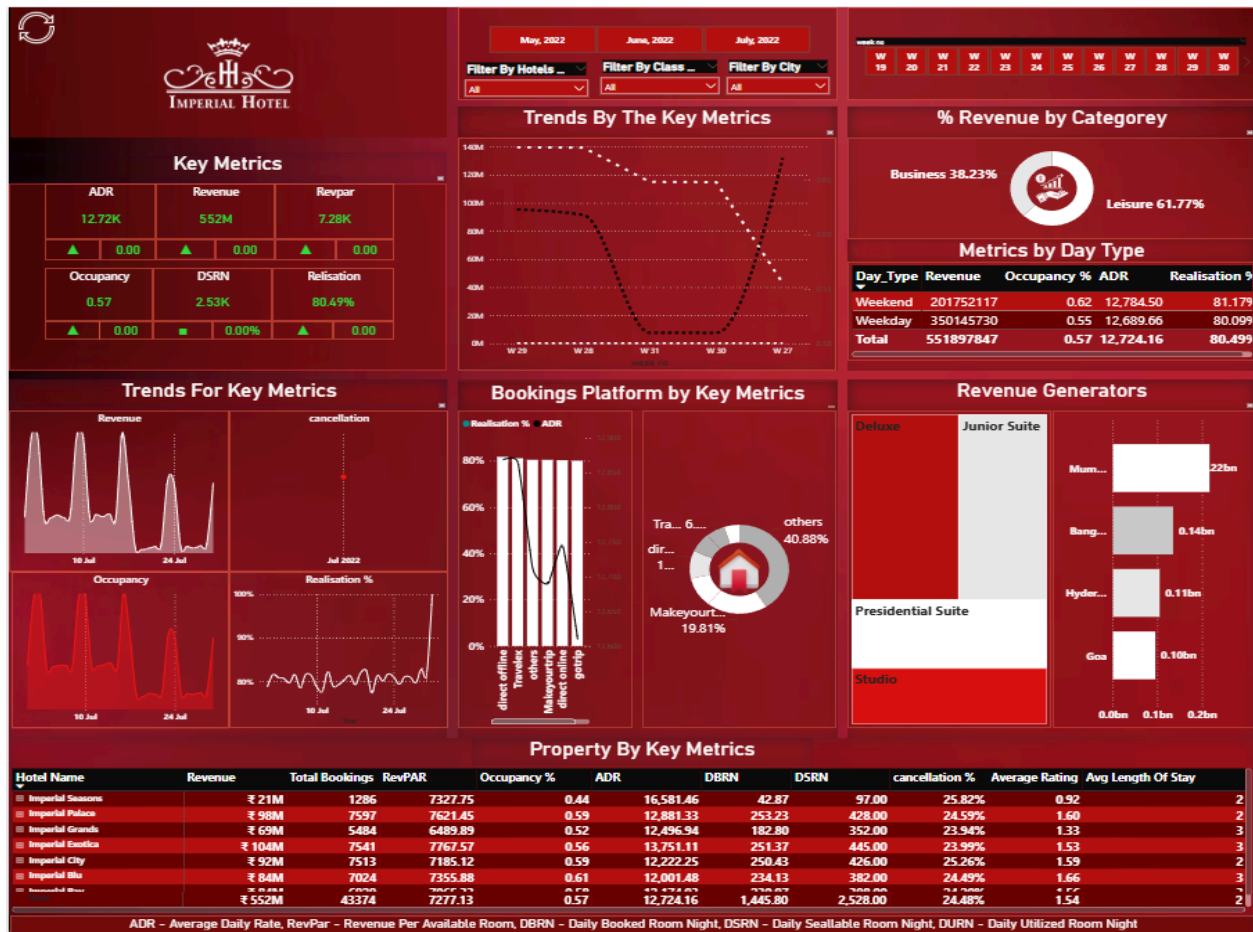 IMPERIAL HOTEL
May, 2022 June, 2022 July, 2022
Filter By Hotels ... Filter By Class ... Filter By City
All All All
week no
W 19 W 20 W 21 W 22 W 23 W 24 W 25 W 26 W 27 W 28 W 29 W 30
Key Metrics
ADR Revenue Revpar
12.72K 552M 7.28K
0.00 0.00 0.00
Occupancy DSRN Relisation
0.57 2.53K 80.49%
0.00 0.00% 0.00
Trends By The Key Metrics
140M
120M
100M
80M
60M
40M
20M
0M
W 29 W 28 W 31 W 30 W 27
week no
% Revenue by Categorey
Business 38.23%
Leisure 61.77%
Metrics by Day Type
Day_Type Revenue Occupancy % ADR Realisation %
Weekend 201752117 0.62 12,784.50 81.179
Weekday 350145730 0.55 12,689.66 80.099
Total 551897847 0.57 12,724.16 80.499
Trends For Key Metrics
Revenue
10 Jul 24 Jul
cancellation
Jul 2022
Occupancy
10 Jul 24 Jul
Realisation %
100%
90%
80%
10 Jul 24 Jul
Bookings Platform by Key Metrics
Realisation % ADR
80%
60%
40%
20%
0%
direct offline
Travelex
others
Makeyourtrip
direct online
gotrip
Tra... 6....
dir...
1...
others
40.88%
Makeyourt...
19.81%
Revenue Generators
Deluxe Junior Suite
Presidential Suite
Studio
Mum... .22bn
Bang... 0.14bn
Hyder... 0.11bn
Goa 0.10bn
0.0bn 0.1bn 0.2bn
Property By Key Metrics
Hotel Name Revenue Total Bookings RevPAR Occupancy % ADR DBRN DSRN cancellation % Average Rating Avg Length Of Stay
Imperial Seasons ₹ 21M 1286 7327.75 0.44 16,581.46 42.87 97.00 25.82% 0.92 2
Imperial Palace ₹ 98M 7597 7621.45 0.59 12,881.33 253.23 428.00 24.59% 1.60 2
Imperial Grands ₹ 69M 5484 6489.89 0.52 12,496.94 182.80 352.00 23.94% 1.33 3
Imperial Exotica ₹ 104M 7541 7767.57 0.56 13,751.11 251.37 445.00 23.99% 1.53 3
Imperial City ₹ 92M 7513 7185.12 0.59 12,222.25 250.43 426.00 25.26% 1.59 2
Imperial Blu ₹ 84M 7024 7355.88 0.61 12,001.48 234.13 382.00 24.49% 1.66 3
₹ 552M 43374 7277.13 0.57 12,724.16 1,445.80 2,528.00 24.48% 1.54 2
ADR - Average Daily Rate, RevPar - Revenue Per Available Room, DBRN - Daily Booked Room Night, DSRN - Daily Seallable Room Night, DURN - Daily Utilized Room Night